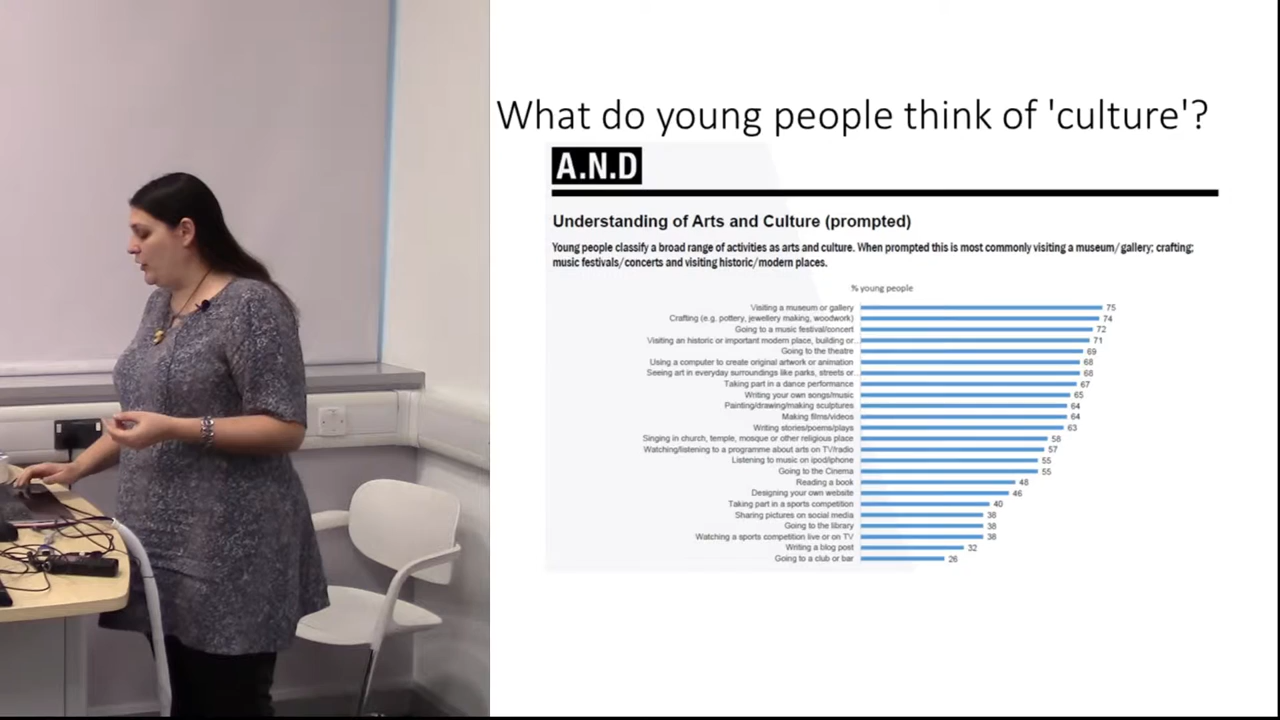 What do young people think of 'culture'?
A.N.D
Understanding of Arts and Culture (prompted)
Young people classify a broad range of activities as arts and culture. When prompted this is most commonly visiting a museum/gallery; crafting;
music festivals/concerts and visiting historic/modern places.
% young people
Visiting a museum or gallery 75
Crafting (e.g. pottery, jewellery making, woodwork) 74
Going to a music festival/concert 72
Visiting an historic or important modern place, building or... 71
Going to the theatre 69
Using a computer to create original artwork or animation 68
Seeing art in everyday surroundings like parks, streets or... 68
Taking part in a dance performance 67
Writing your own songs/music 65
Painting/drawing/making sculptures 64
Making films/videos 64
Writing stories/poems/plays 63
Singing in church, temple, mosque or other religious place 58
Watching/listening to a programme about arts on TV/radio 57
Listening to music on ipod/iphone 55
Going to the Cinema 55
Reading a book 48
Designing your own website 46
Taking part in a sports competition 40
Sharing pictures on social media 38
Going to the library 38
Watching a sports competition live or on TV 38
Writing a blog post 32
Going to a club or bar 26